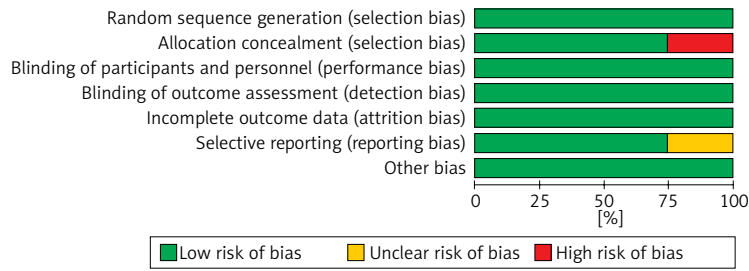 Random sequence generation (selection bias)
Allocation concealment (selection bias)
Blinding of participants and personnel (performance bias)
Blinding of outcome assessment (detection bias)
Incomplete outcome data (attrition bias)
Selective reporting (reporting bias)
Other bias
0 25 50 75 100
[%]
Low risk of bias Unclear risk of bias High risk of bias